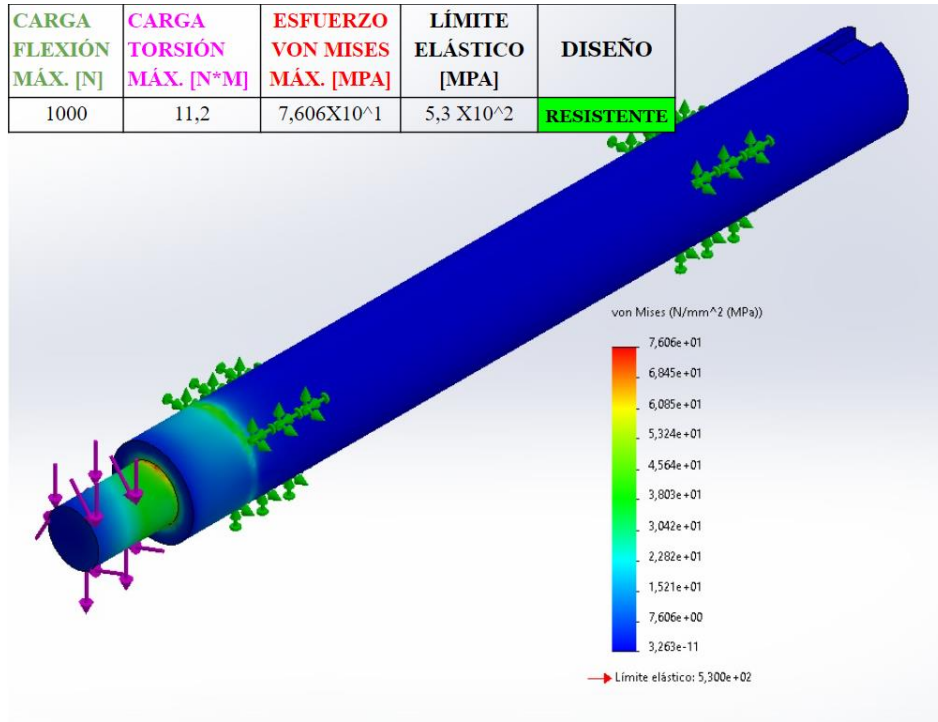 CARGA FLEXIÓN MÁX. [N]
CARGA TORSIÓN MÁX. [N*M]
ESFUERZO VON MISES MÁX. [MPA]
LÍMITE ELÁSTICO [MPA]
DISEÑO
1000
11,2
7,606X10^1
5,3 X10^2
RESISTENTE
von Mises (N/mm^2 (MPa))
7,606e+01
6,845e+01
6,085e+01
5,324e+01
4,564e+01
3,803e+01
3,042e+01
2,282e+01
1,521e+01
7,606e+00
3,263e-11
Límite elástico: 5,300e+02